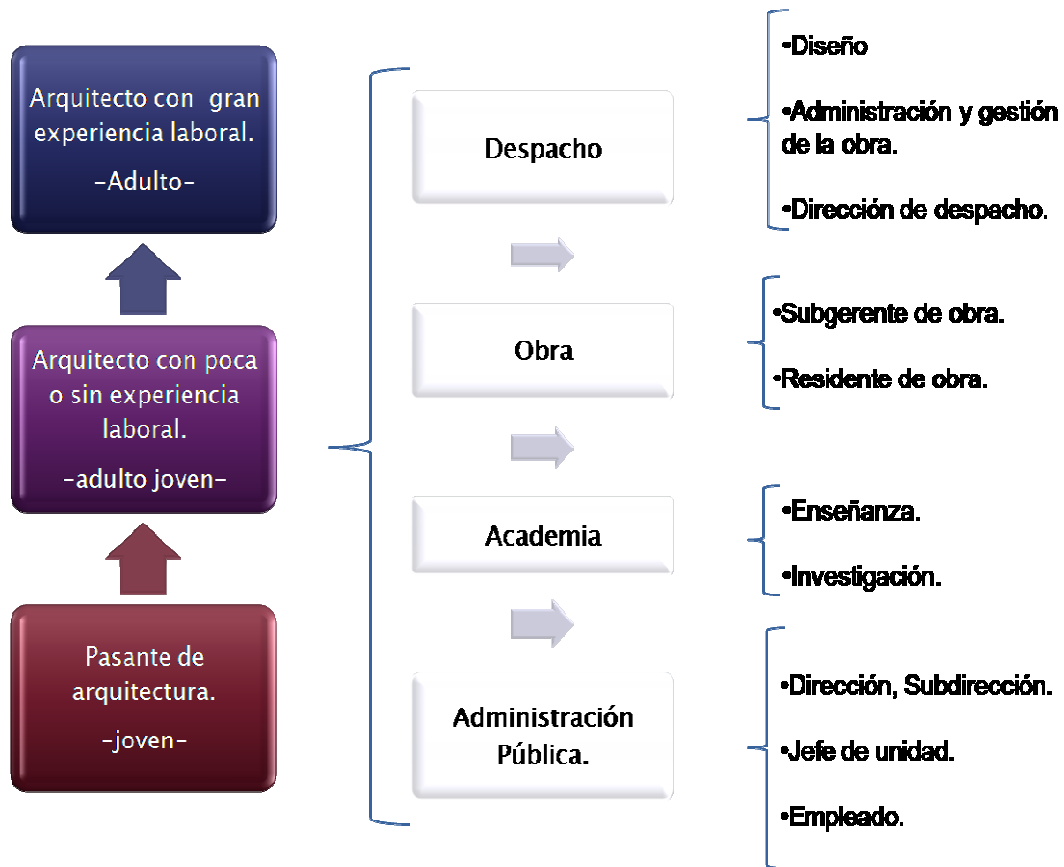 Arquitecto con gran
experiencia laboral.
-Adulto-
Arquitecto con poca
o sin experiencia
laboral.
-adulto joven-
Pasante de
arquitectura.
-joven-
Despacho
Obra
Academia
Administración
Pública.
•Diseño
•Administración y gestión
de la obra.
•Dirección de despacho.
•Subgerente de obra.
•Residente de obra.
•Enseñanza.
•Investigación.
•Dirección, Subdirección.
•Jefe de unidad.
•Empleado.